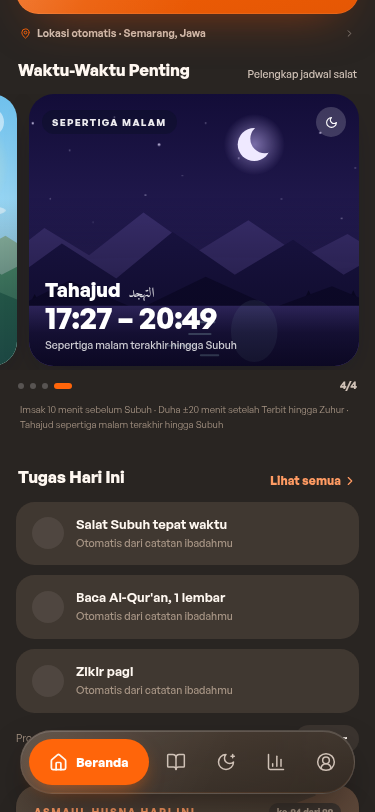 Lokasi otomatis · Semarang, Jawa
Waktu-Waktu Penting
Pelengkap jadwal salat
SEPERTIGA MALAM
Tahajud التهجد
17:27 – 20:49
Sepertiga malam terakhir hingga Subuh
4/4
Imsak 10 menit sebelum Subuh · Duha ±20 menit setelah Terbit hingga Zuhur ·
Tahajud sepertiga malam terakhir hingga Subuh
Tugas Hari Ini
Lihat semua
Salat Subuh tepat waktu
Otomatis dari catatan ibadahmu
Baca Al-Qur'an, 1 lembar
Otomatis dari catatan ibadahmu
Zikir pagi
Otomatis dari catatan ibadahmu
Beranda
ASMAUL HUSNA HARI INI